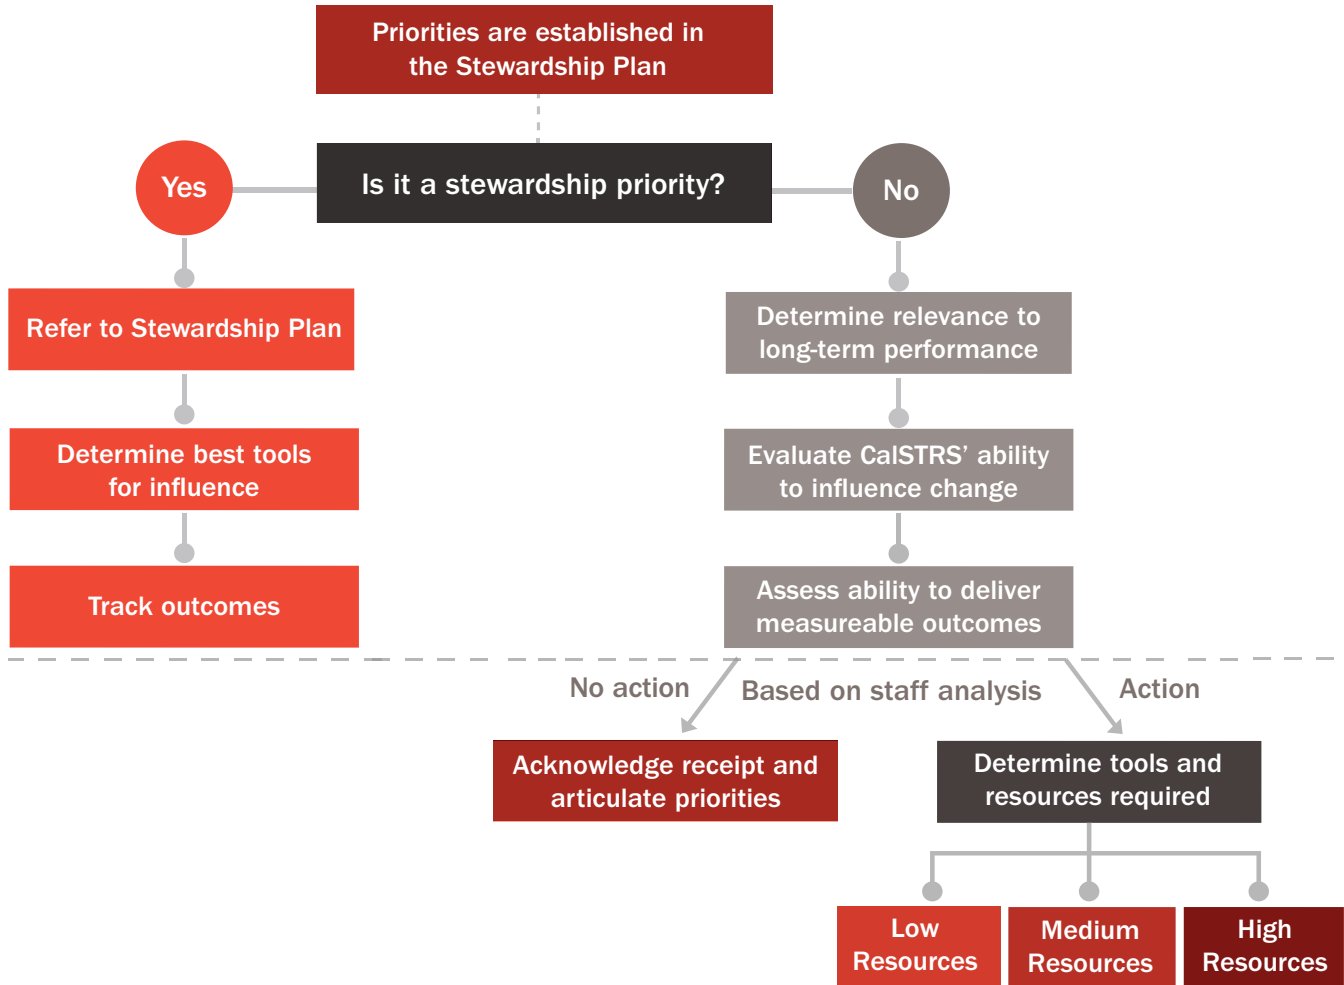 Priorities are established in
the Stewardship Plan
Is it a stewardship priority?
Yes
No
Refer to Stewardship Plan
Determine best tools
for influence
Track outcomes
Determine relevance to
long-term performance
Evaluate CalSTRS’ ability
to influence change
Assess ability to deliver
measureable outcomes
No action
Based on staff analysis
Action
Acknowledge receipt and
articulate priorities
Determine tools and
resources required
Low
Resources
Medium
Resources
High
Resources